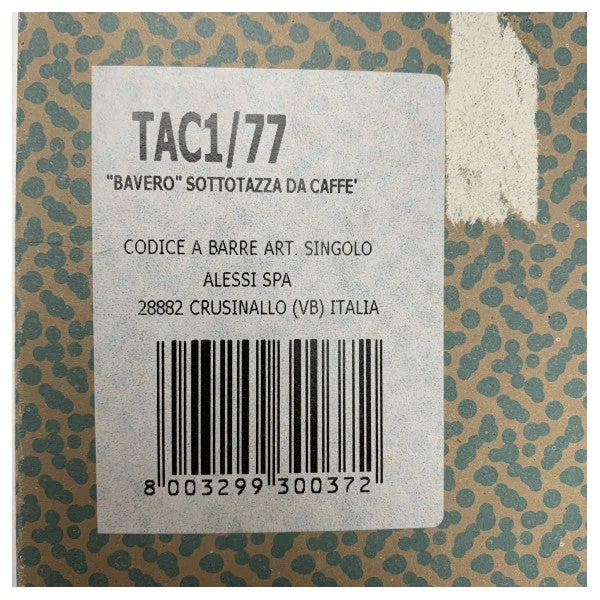 TAC1/77
"BAVERO" SOTTOTAZZA DA CAFFE'
CODICE A BARRE ART. SINGOLO
ALESSI SPA
28882 CRUSINALLO (VB) ITALIA
8 003299 300372